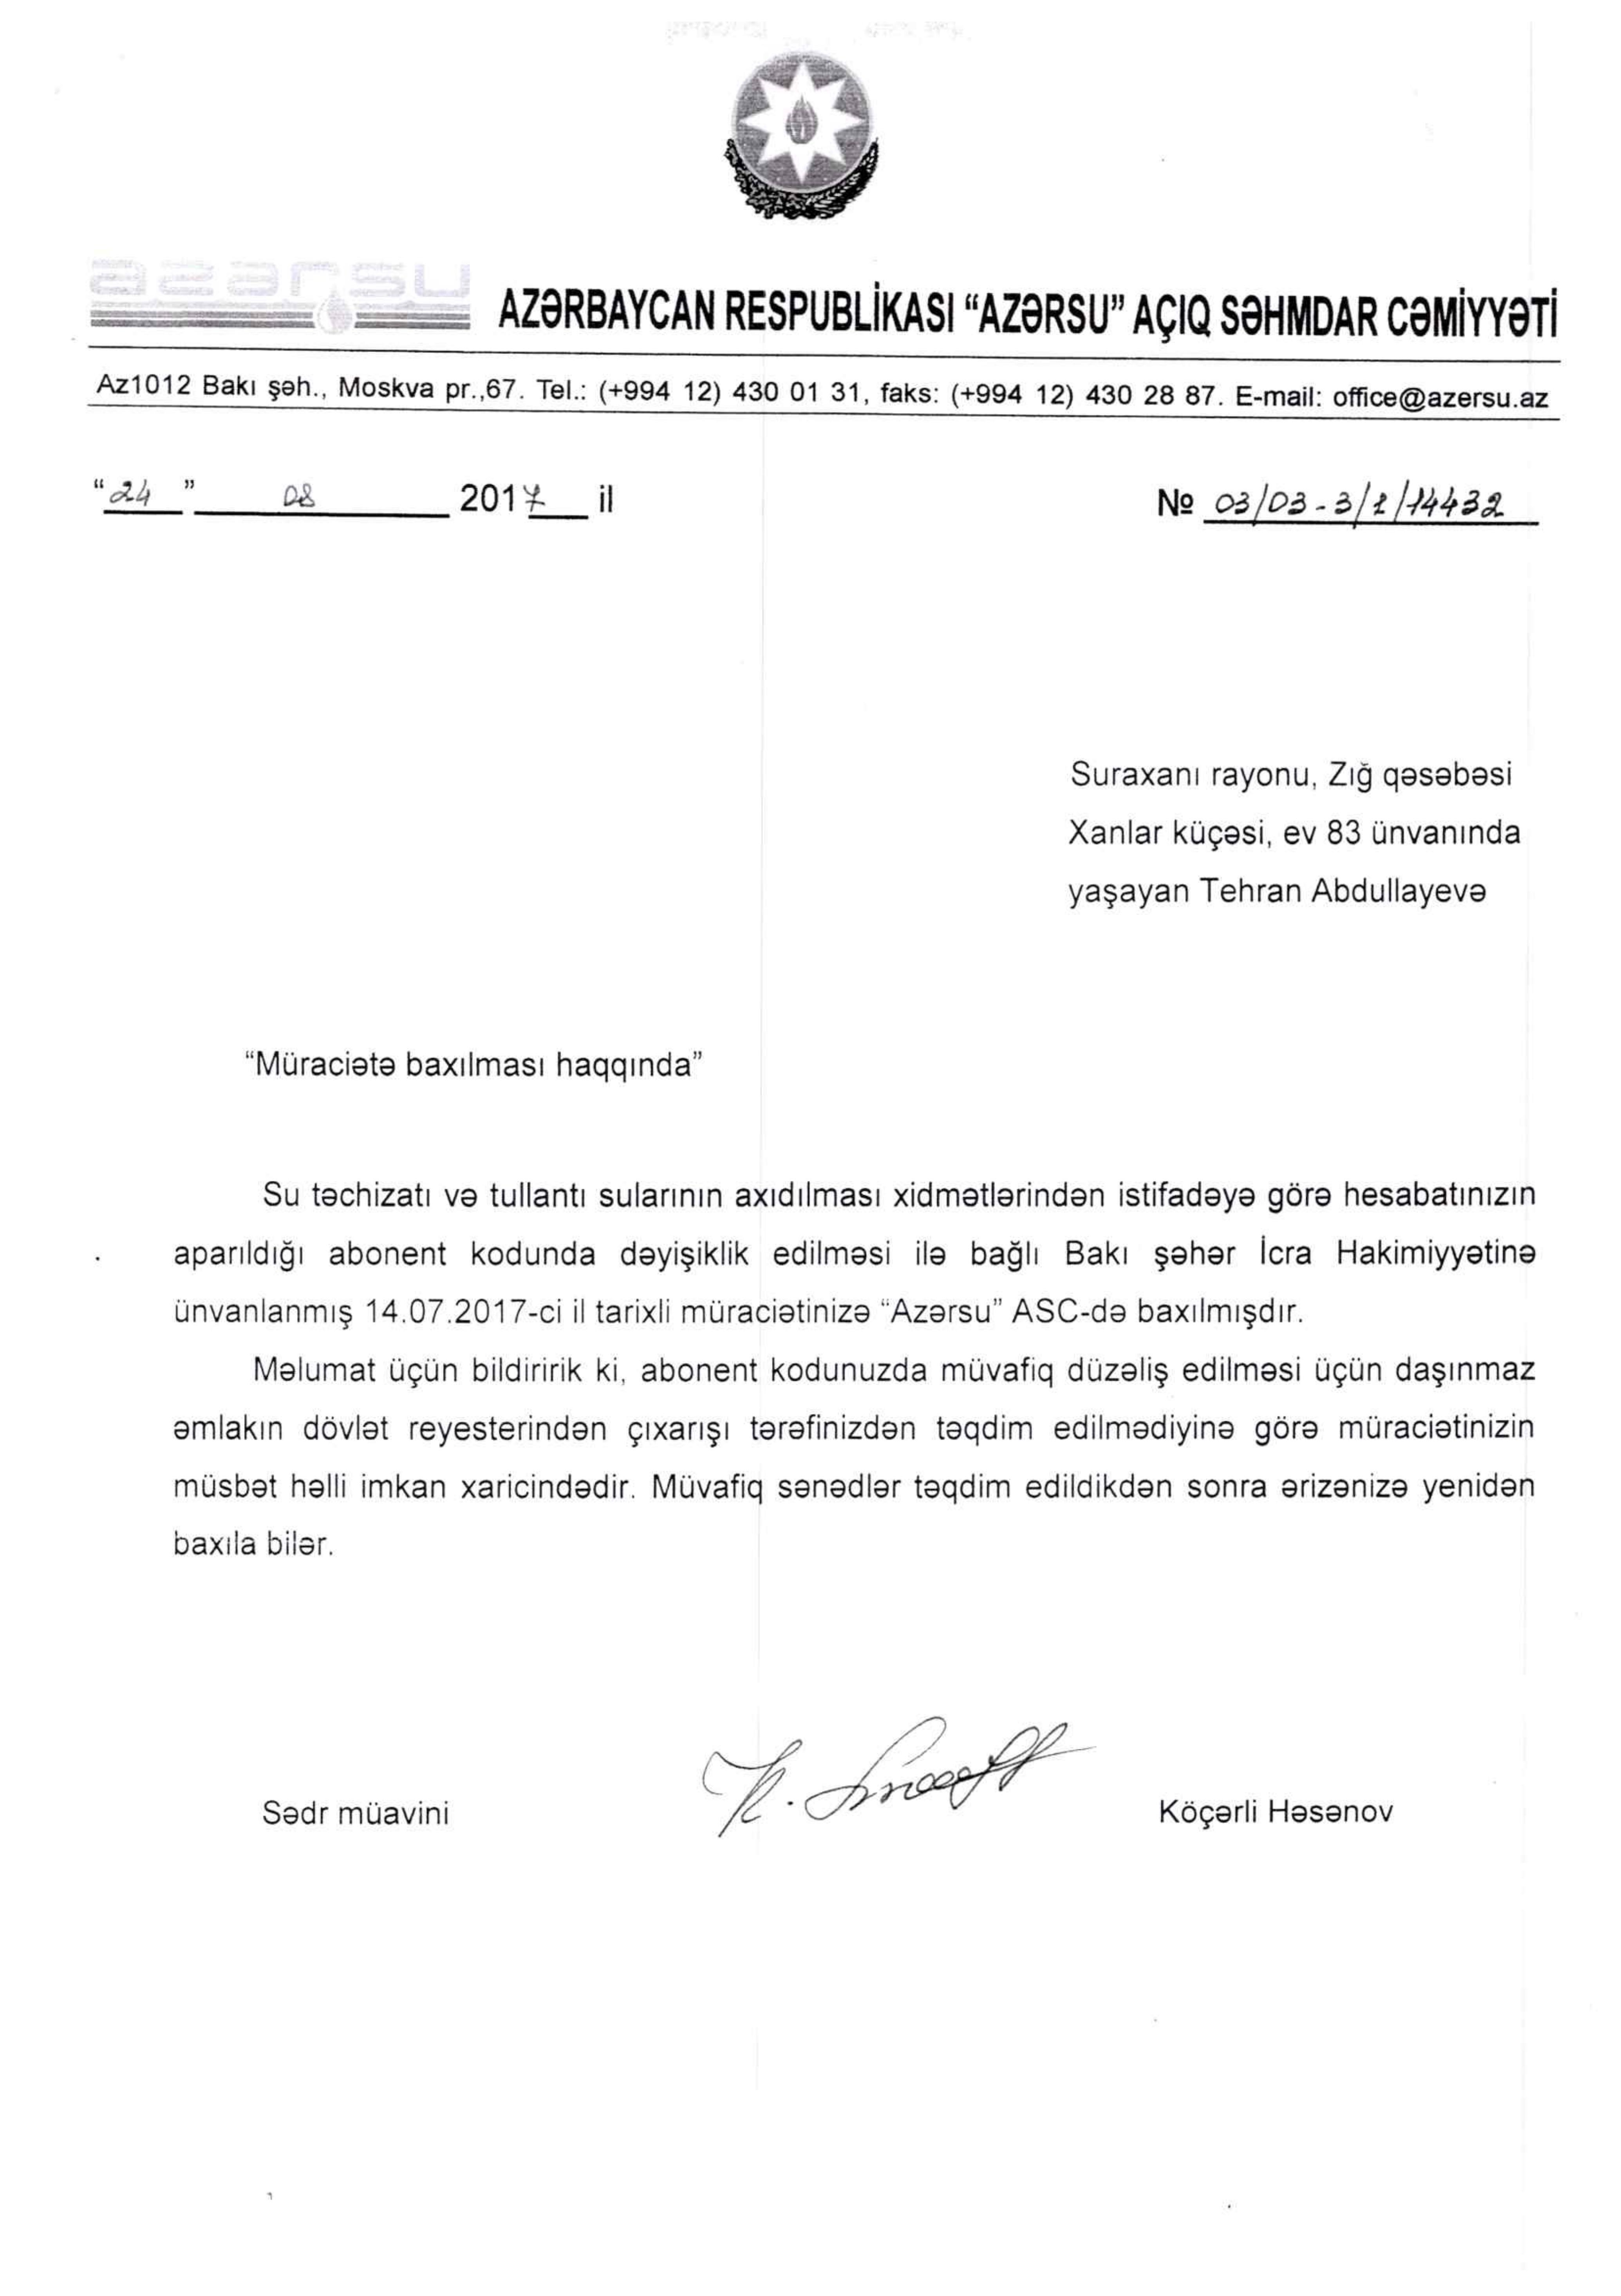 azərsu
AZƏRBAYCAN RESPUBLİKASI “AZƏRSU” AÇIQ SƏHMDAR CƏMİYYƏTİ
Az1012 Bakı şəh., Moskva pr.,67. Tel.: (+994 12) 430 01 31, faks: (+994 12) 430 28 87. E-mail: office@azersu.az
“24” 08 2017 il № 03/03-3/1/14432
Suraxanı rayonu, Zığ qəsəbəsi
Xanlar küçəsi, ev 83 ünvanında
yaşayan Tehran Abdullayevə
“Müraciətə baxılması haqqında”
Su təchizatı və tullantı sularının axıdılması xidmətlərindən istifadəyə görə hesabatınızın
aparıldığı abonent kodunda dəyişiklik edilməsi ilə bağlı Bakı şəhər İcra Hakimiyyətinə
ünvanlanmış 14.07.2017-ci il tarixli müraciətinizə “Azərsu” ASC-də baxılmışdır.
Məlumat üçün bildiririk ki, abonent kodunuzda müvafiq düzəliş edilməsi üçün daşınmaz
əmlakın dövlət reyesterindən çıxarışı tərəfinizdən təqdim edilmədiyinə görə müraciətinizin
müsbət həlli imkan xaricindədir. Müvafiq sənədlər təqdim edildikdən sonra ərizənizə yenidən
baxıla bilər.
Sədr müavini Köçərli Həsənov